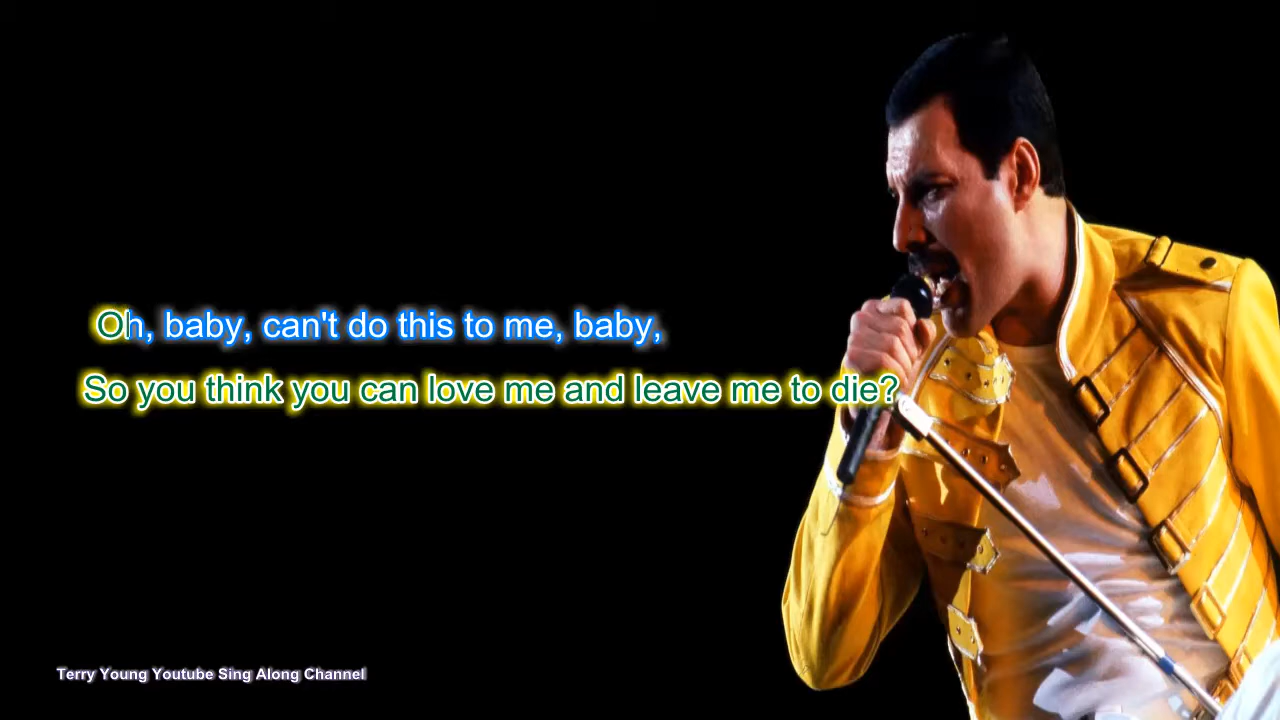 Oh, baby, can't do this to me, baby,
So you think you can love me and leave me to die?
Terry Young Youtube Sing Along Channel